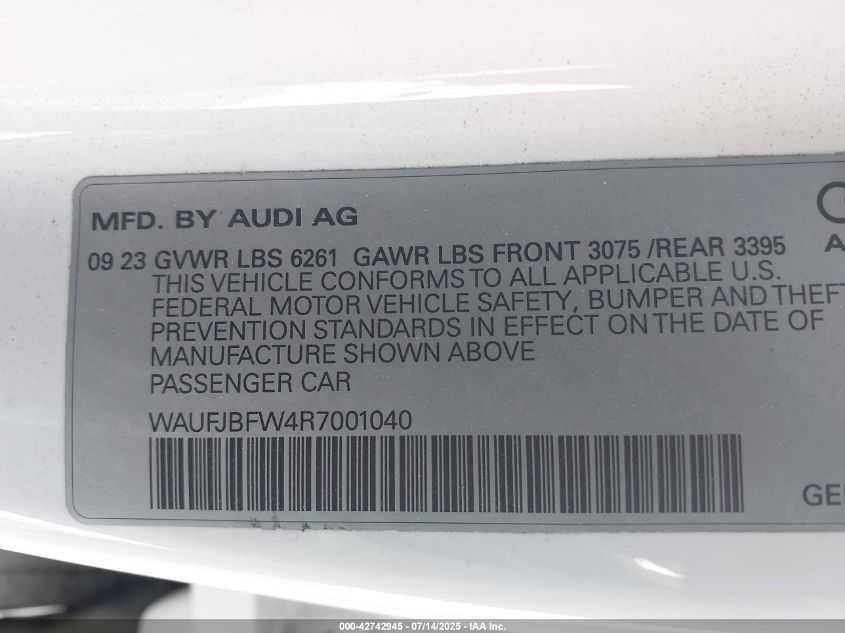 MFD. BY AUDI AG
09 23 GVWR LBS 6261 GAWR LBS FRONT 3075 /REAR 3395
THIS VEHICLE CONFORMS TO ALL APPLICABLE U.S.
FEDERAL MOTOR VEHICLE SAFETY, BUMPER AND THEFT
PREVENTION STANDARDS IN EFFECT ON THE DATE OF
MANUFACTURE SHOWN ABOVE
PASSENGER CAR
WAUFJBFW4R7001040
000-42742945 - 07/14/2025 - IAA Inc.